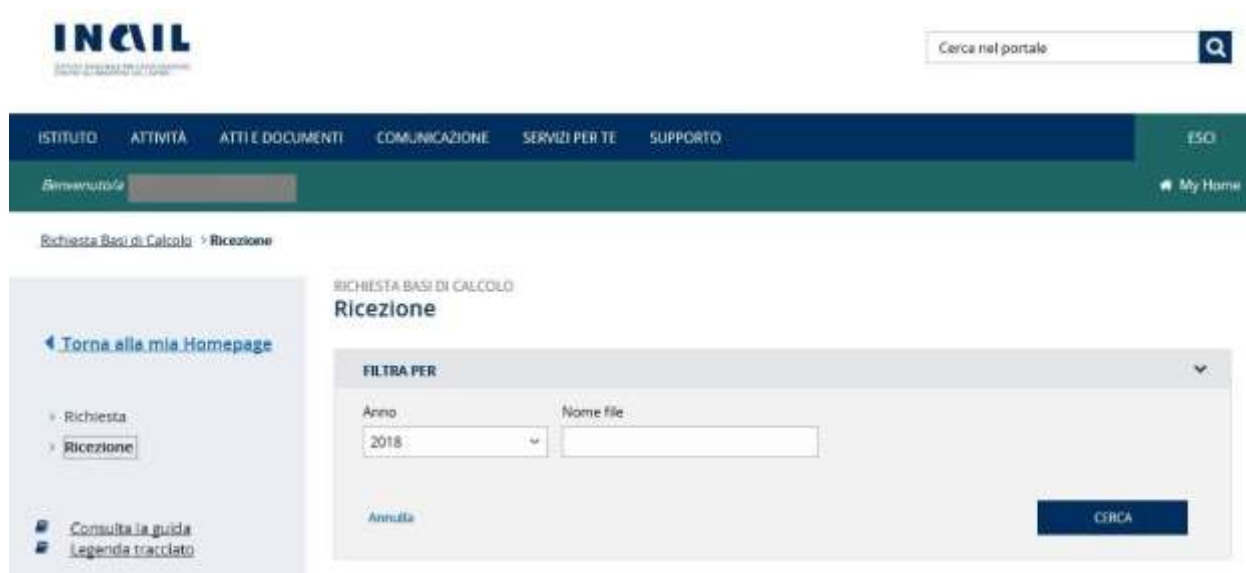 INAIL
Cerca nel portale
ISTITUTO ATTIVITÀ ATTI E DOCUMENTI COMUNICAZIONE SERVIZI PER TE SUPPORTO ESCI
Benvenuto/a My Home
Richiesta Basi di Calcolo > Ricezione
RICHIESTA BASI DI CALCOLO
Ricezione
Torna alla mia Homepage
FILTRA PER
Richiesta
Ricezione
Anno Nome file
2018
Annulla CERCA
Consulta la guida
Legenda tracciato